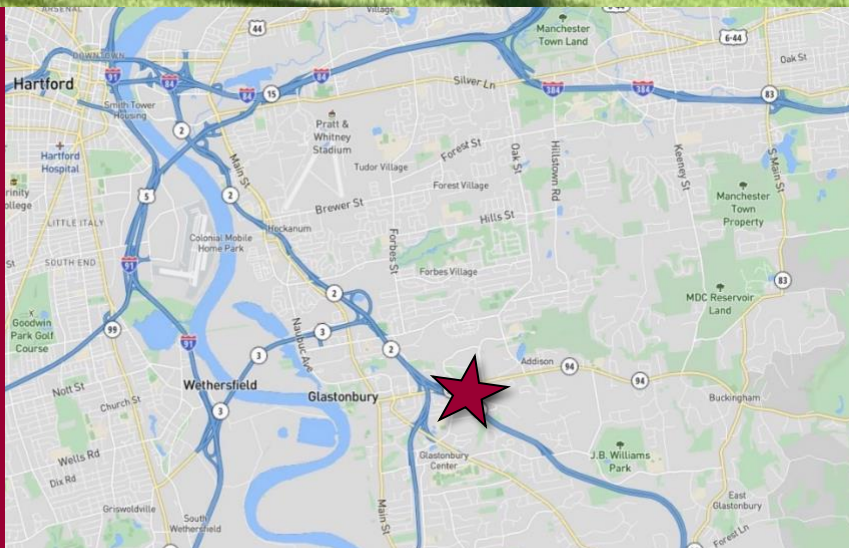 ARSENAL
Village
44
Manchester
Town Land
6-44
Oak St
DOWNTOWN
Hartford
91
84
84
84
15
Silver Ln
384
384
83
Smith Tower
Housing
2
Pratt &
Whitney
Stadium
Main St
Forest St
Oak St
Hillstown Rd
Keeney St
S Main St
Hartford
Hospital
Tudor Village
Forest Village
5
2
Brewer St
Hills St
Manchester
Town
Property
LITTLE ITALY
Hockanum
Forbes St
Colonial Mobile
Home Park
SOUTH END
St
91
Forbes Village
83
MDC Reservoir
Land
2
Goodwin
Park Golf
Course
99
91
Naubuc Ave
3
3
2
Addison
94
94
Wethersfield
Nott St
Church St
3
Glastonbury
Buckingham
Wells Rd
Dix Rd
Glastonbury
Center
J.B. Williams
Park
Griswoldville
South
Wethersfield
Main St
East
Glastonbury
Forest Ln